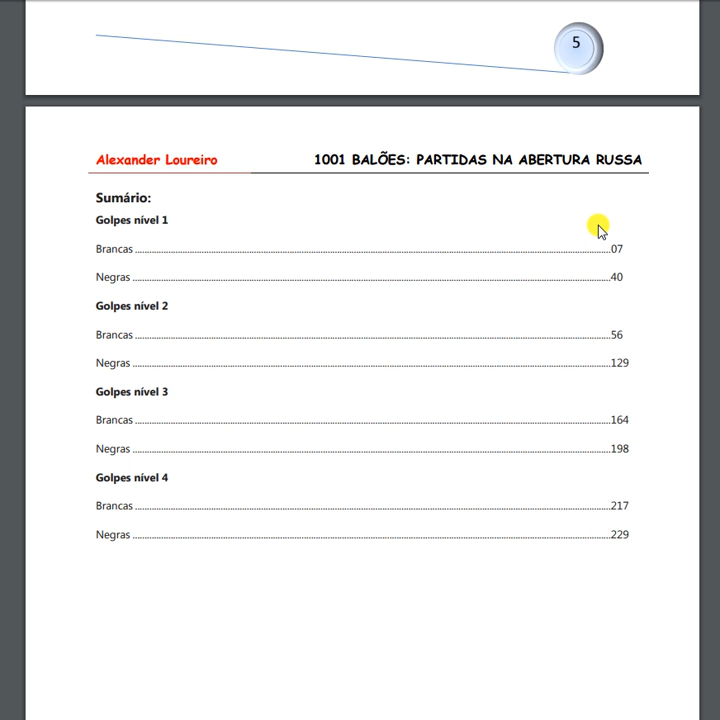 5
Alexander Loureiro 1001 BALÕES: PARTIDAS NA ABERTURA RUSSA
Sumário:
Golpes nível 1
Brancas ........................................................................................................07
Negras ........................................................................................................40
Golpes nível 2
Brancas ........................................................................................................56
Negras ........................................................................................................129
Golpes nível 3
Brancas ........................................................................................................164
Negras ........................................................................................................198
Golpes nível 4
Brancas ........................................................................................................217
Negras ........................................................................................................229